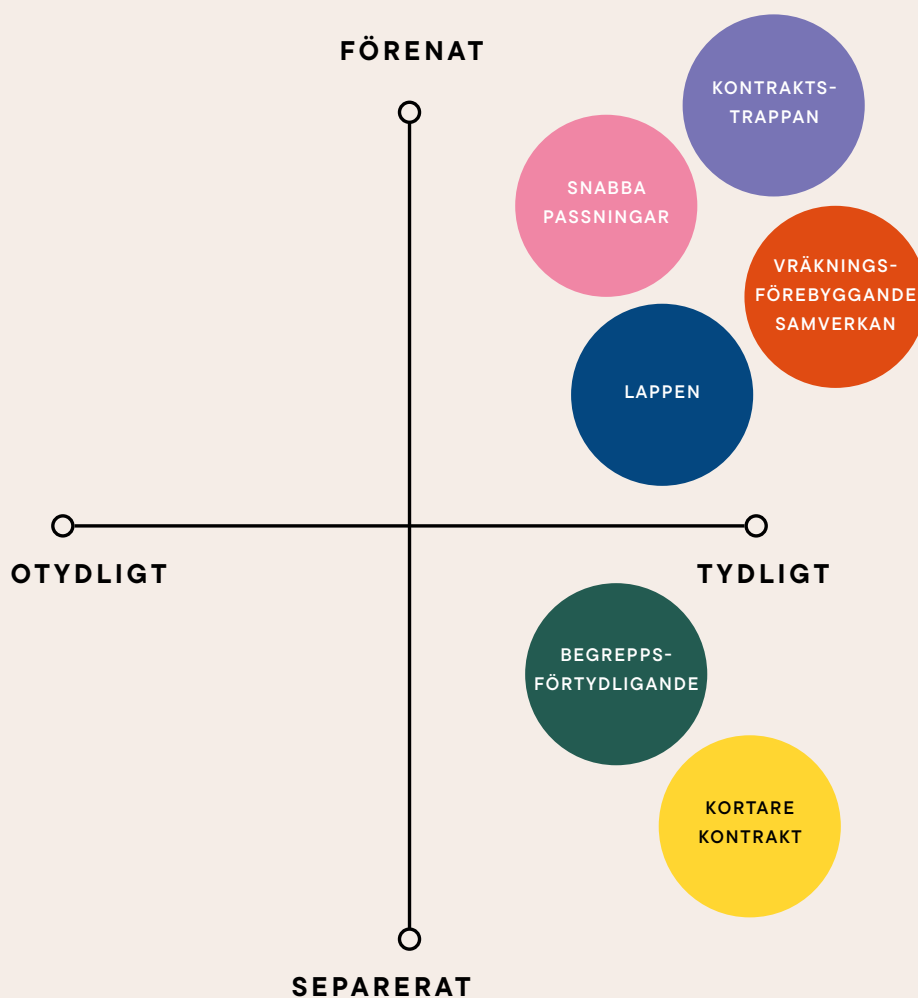 FÖRENAT
KONTRAKTS-
TRAPPAN
SNABBA
PASSNINGAR
VRÄKNINGS-
FÖREBYGGANDE
SAMVERKAN
LAPPEN
OTYDLIGT
TYDLIGT
BEGREPPS-
FÖRTYDLIGANDE
KORTARE
KONTRAKT
SEPARERAT